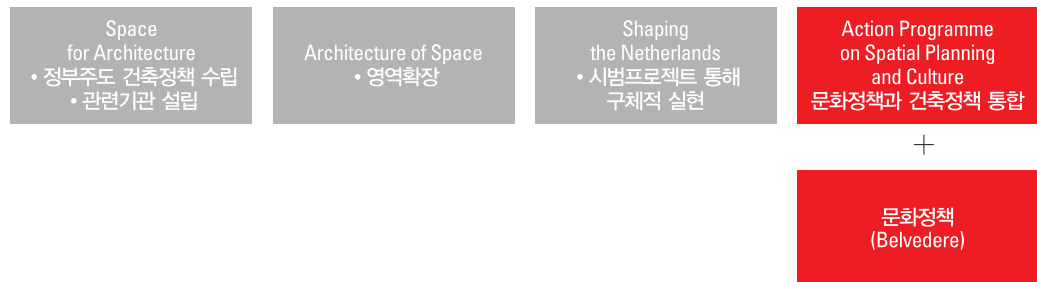 Space
for Architecture
• 정부주도 건축정책 수립
• 관련기관 설립
Architecture of Space
• 영역확장
Shaping
the Netherlands
• 시범프로젝트 통해
구체적 실현
Action Programme
on Spatial Planning
and Culture
문화정책과 건축정책 통합
+
문화정책
(Belvedere)